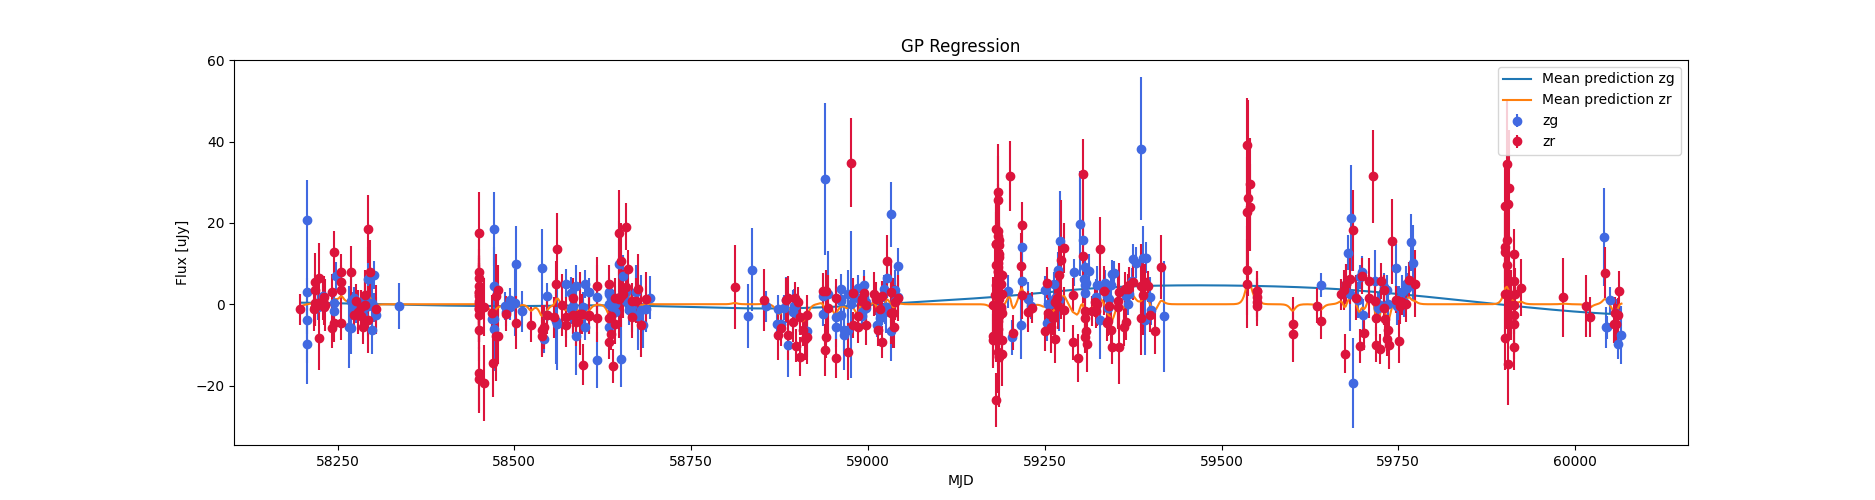 GP Regression
Flux [uJy]
60
40
20
0
−20
Mean prediction zg
Mean prediction zr
zg
zr
58250
58500
58750
59000
59250
59500
59750
60000
MJD